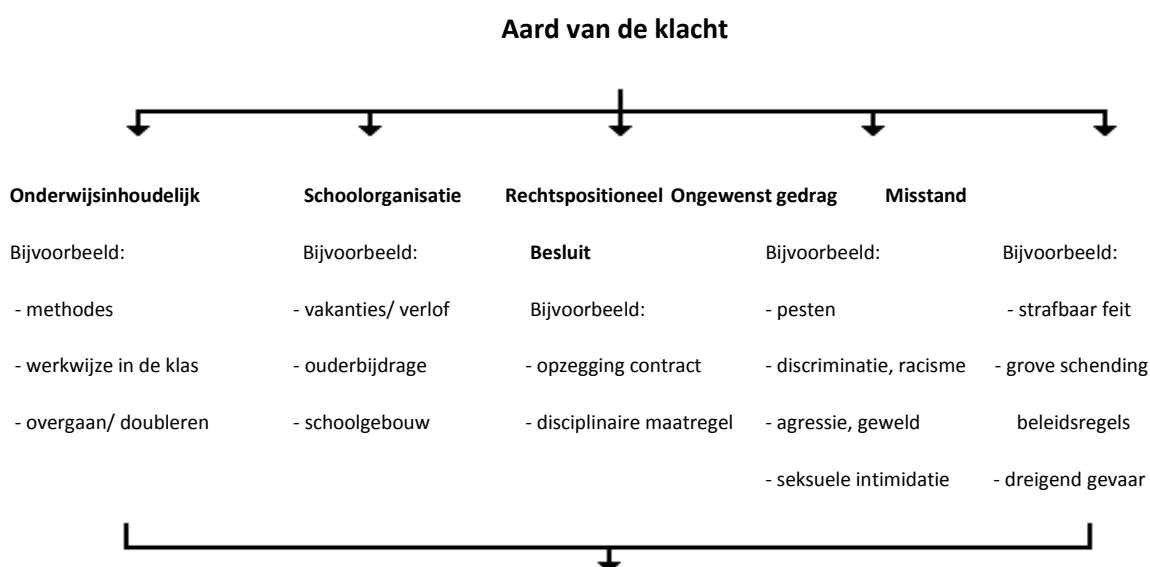 Aard van de klacht
Onderwijsinhoudelijk Schoolorganisatie Rechtspositioneel Ongewenst gedrag Misstand
Bijvoorbeeld: Bijvoorbeeld: Besluit Bijvoorbeeld: Bijvoorbeeld:
- methodes - vakanties/ verlof Bijvoorbeeld: - pesten - strafbaar feit
- werkwijze in de klas - ouderbijdrage - opzegging contract - discriminatie, racisme - grove schending
- overgaan/ doubleren - schoolgebouw - disciplinaire maatregel - agressie, geweld beleidsregels
- seksuele intimidatie - dreigend gevaar